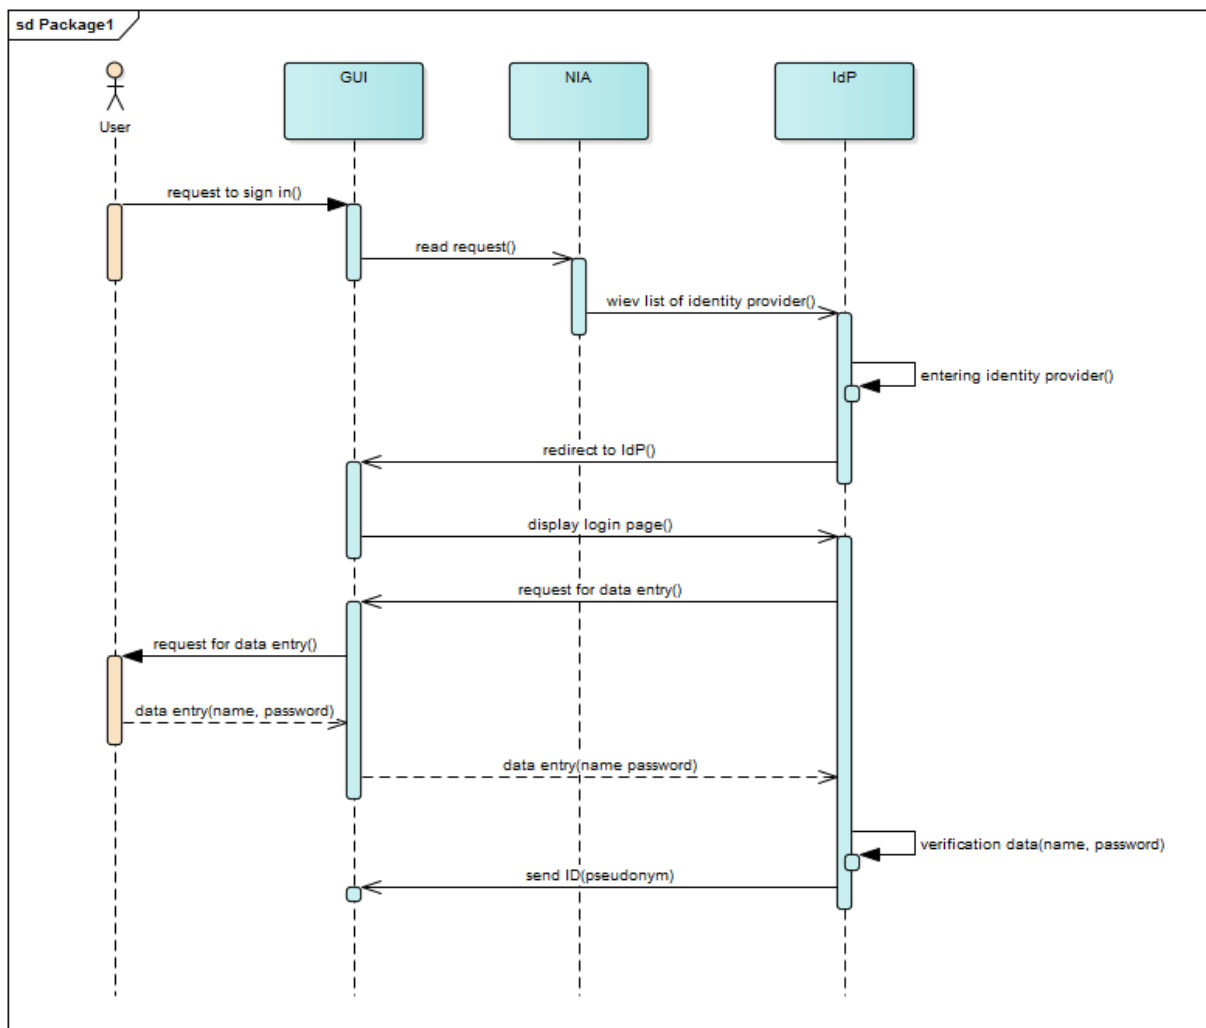 sd Package1
GUI
NIA
IdP
User
request to sign in()
read request()
wiev list of identity provider()
entering identity provider()
redirect to IdP()
display login page()
request for data entry()
request for data entry()
data entry(name, password)
data entry(name password)
verification data(name, password)
send ID(pseudonym)